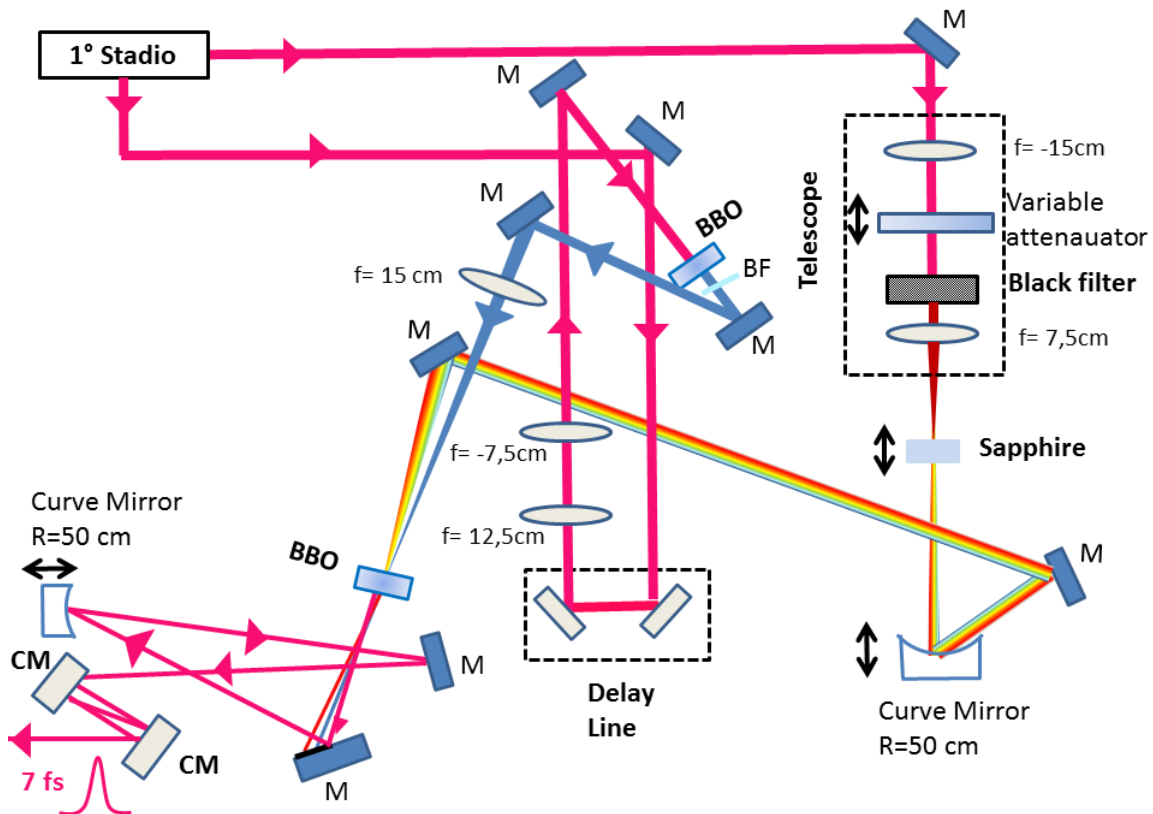 1° Stadio
M
M
M
f= -15cm
Telescope
Variable
attenauator
M
BBO
BF
f= 15 cm
Black filter
M
M
f= 7,5cm
f= -7,5cm
Sapphire
Curve Mirror
R=50 cm
f= 12,5cm
BBO
M
CM
M
Delay
Line
Curve Mirror
R=50 cm
CM
7 fs
M